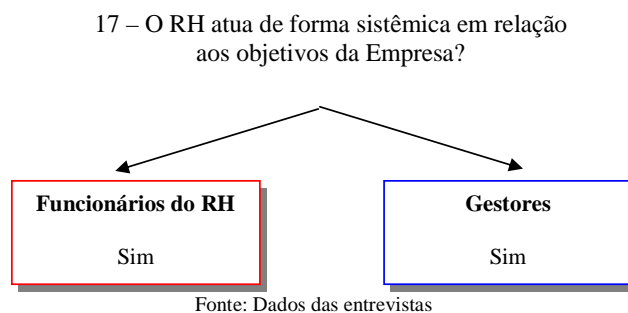 17 – O RH atua de forma sistêmica em relação
aos objetivos da Empresa?
Funcionários do RH
Sim
Gestores
Sim
Fonte: Dados das entrevistas